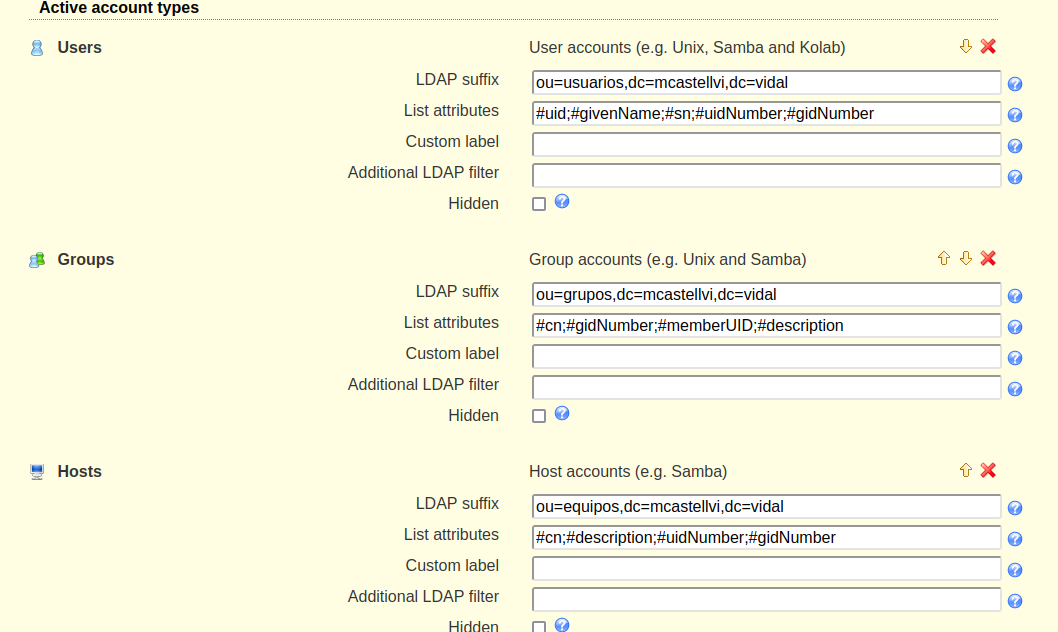 Active account types
Users User accounts (e.g. Unix, Samba and Kolab)
LDAP suffix ou=usuarios,dc=mcastellvi,dc=vidal
List attributes #uid;#givenName;#sn;#uidNumber;#gidNumber
Custom label
Additional LDAP filter
Hidden
Groups Group accounts (e.g. Unix and Samba)
LDAP suffix ou=grupos,dc=mcastellvi,dc=vidal
List attributes #cn;#gidNumber;#memberUID;#description
Custom label
Additional LDAP filter
Hidden
Hosts Host accounts (e.g. Samba)
LDAP suffix ou=equipos,dc=mcastellvi,dc=vidal
List attributes #cn;#description;#uidNumber;#gidNumber
Custom label
Additional LDAP filter
Hidden